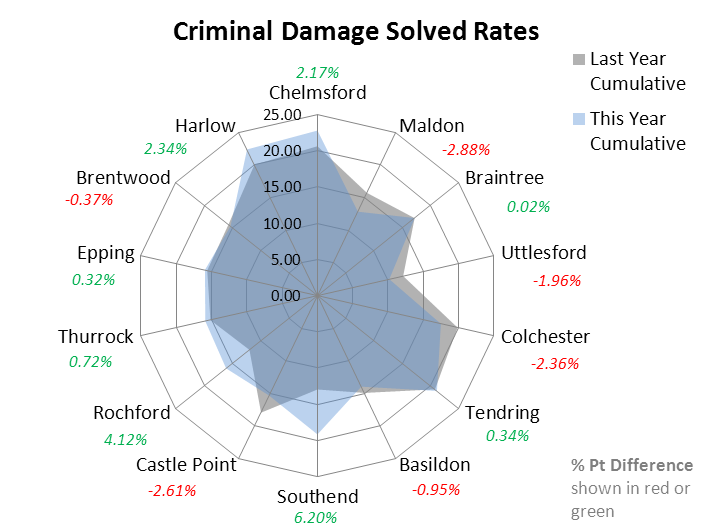 Criminal Damage Solved Rates
Last Year
Cumulative
This Year
Cumulative
2.17%
Chelmsford
Maldon
-2.88%
Braintree
0.02%
Uttlesford
-1.96%
Colchester
-2.36%
Tendring
0.34%
Basildon
-0.95%
Southend
6.20%
Castle Point
-2.61%
Rochford
4.12%
Thurrock
0.72%
Epping
0.32%
Brentwood
-0.37%
Harlow
2.34%
25.00
20.00
15.00
10.00
5.00
0.00
% Pt Difference
shown in red or
green